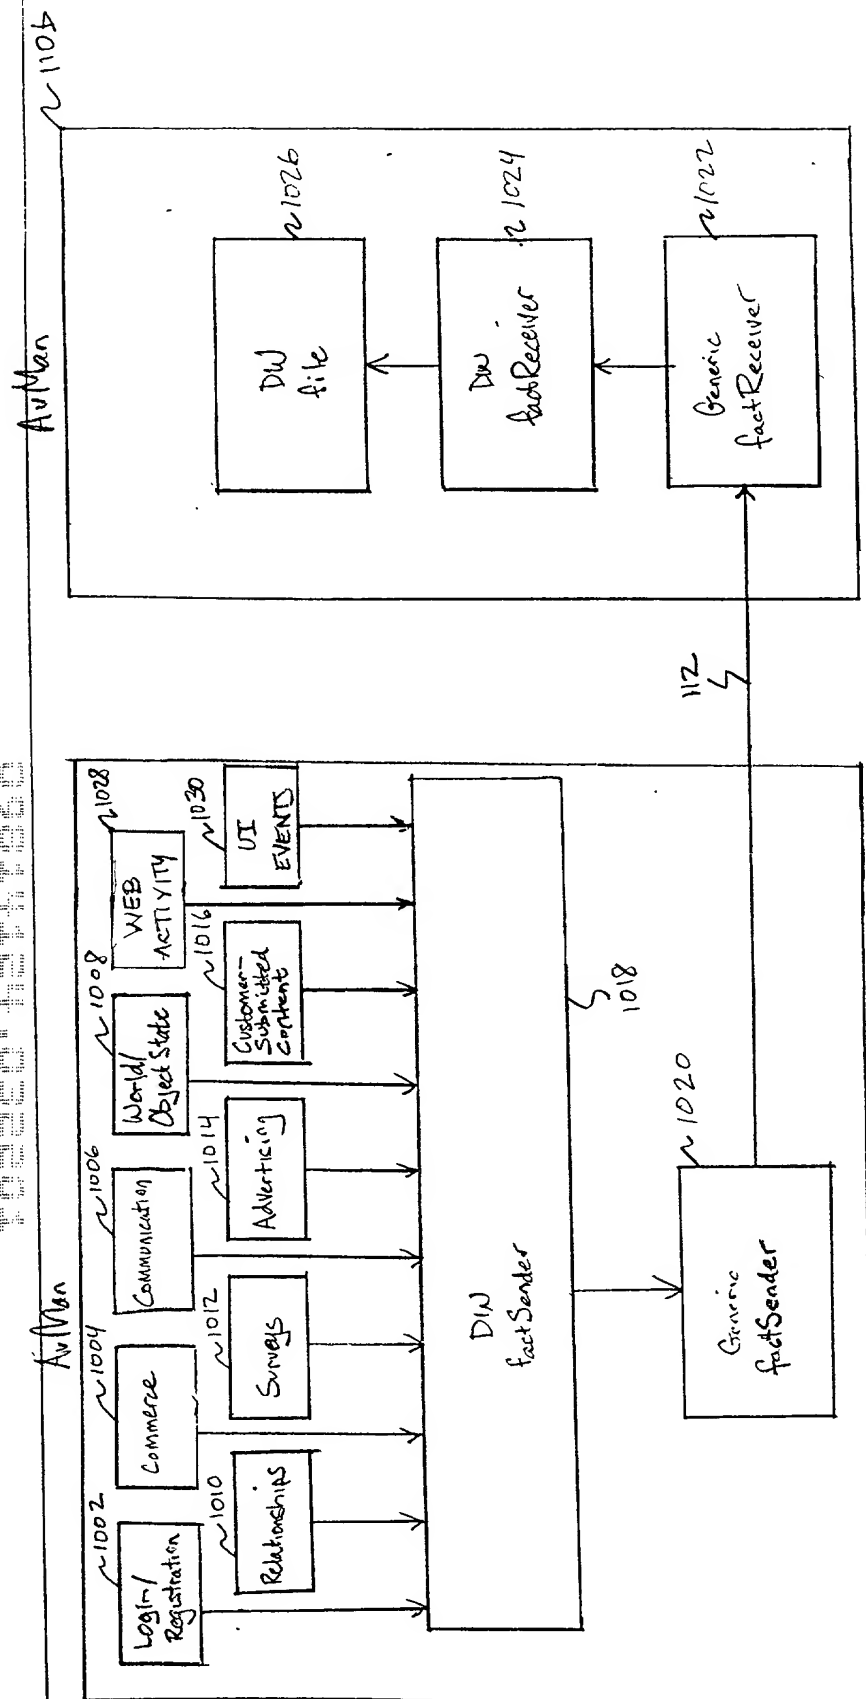 AvMan
1002
Login/
Registration
1004
Commerce
1006
Communication
1008
World/
Object State
1028
WEB
ACTIVITY
1010
Relationships
1012
Surveys
1014
Advertising
1016
Customer-
Submitted
Content
1030
UI
EVENTS
DW
factSender
1018
1020
Generic
factSender
112
AvMan
110b
1026
DW
file
1024
DW
factReceiver
1022
Generic
factReceiver